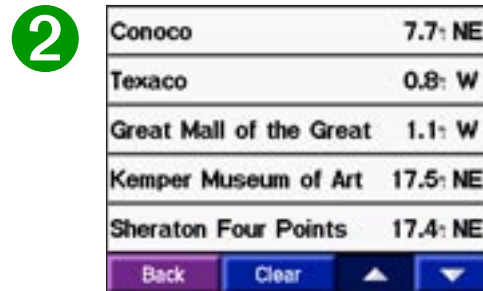 2
Conoco 7.7 NE
Texaco 0.8 W
Great Mall of the Great 1.1 W
Kemper Museum of Art 17.5 NE
Sheraton Four Points 17.4 NE
Back Clear